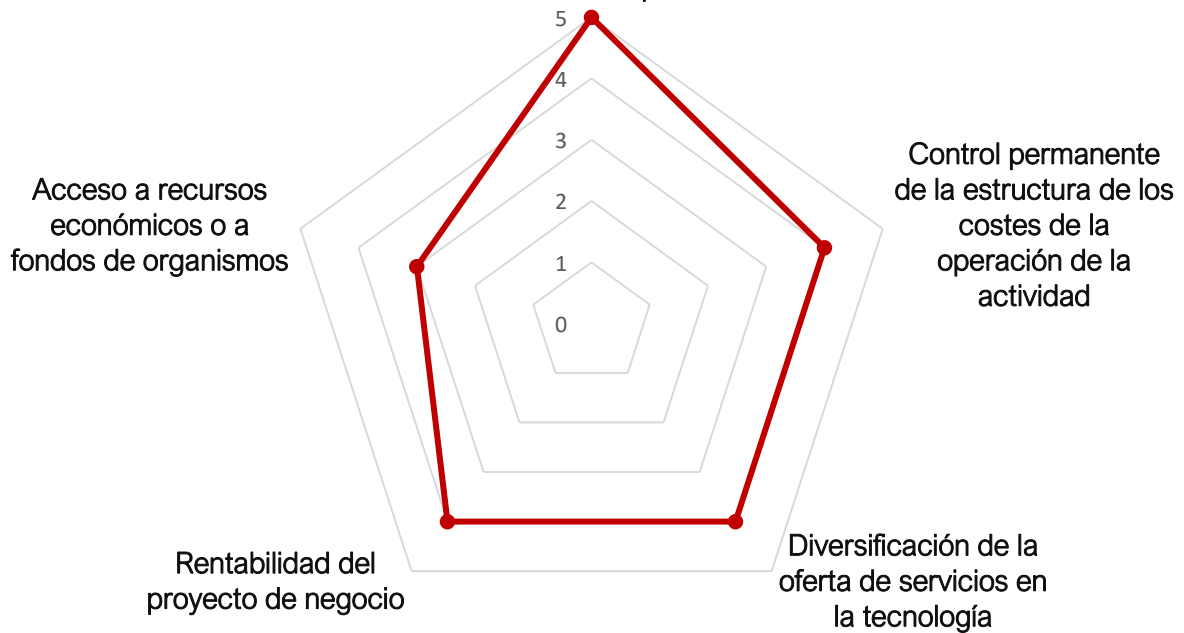 5
4
3
2
1
0
Control permanente
de la estructura de los
costes de la
operación de la
actividad
Diversificación de la
oferta de servicios en
la tecnología
Rentabilidad del
proyecto de negocio
Acceso a recursos
económicos o a
fondos de organismos